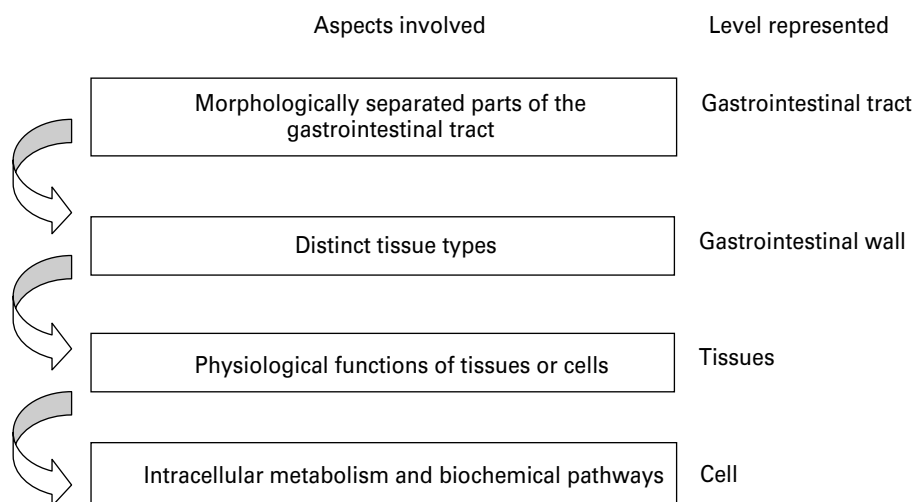 Aspects involved Level represented
Morphologically separated parts of the Gastrointestinal tract
gastrointestinal tract
Distinct tissue types Gastrointestinal wall
Physiological functions of tissues or cells Tissues
Intracellular metabolism and biochemical pathways Cell